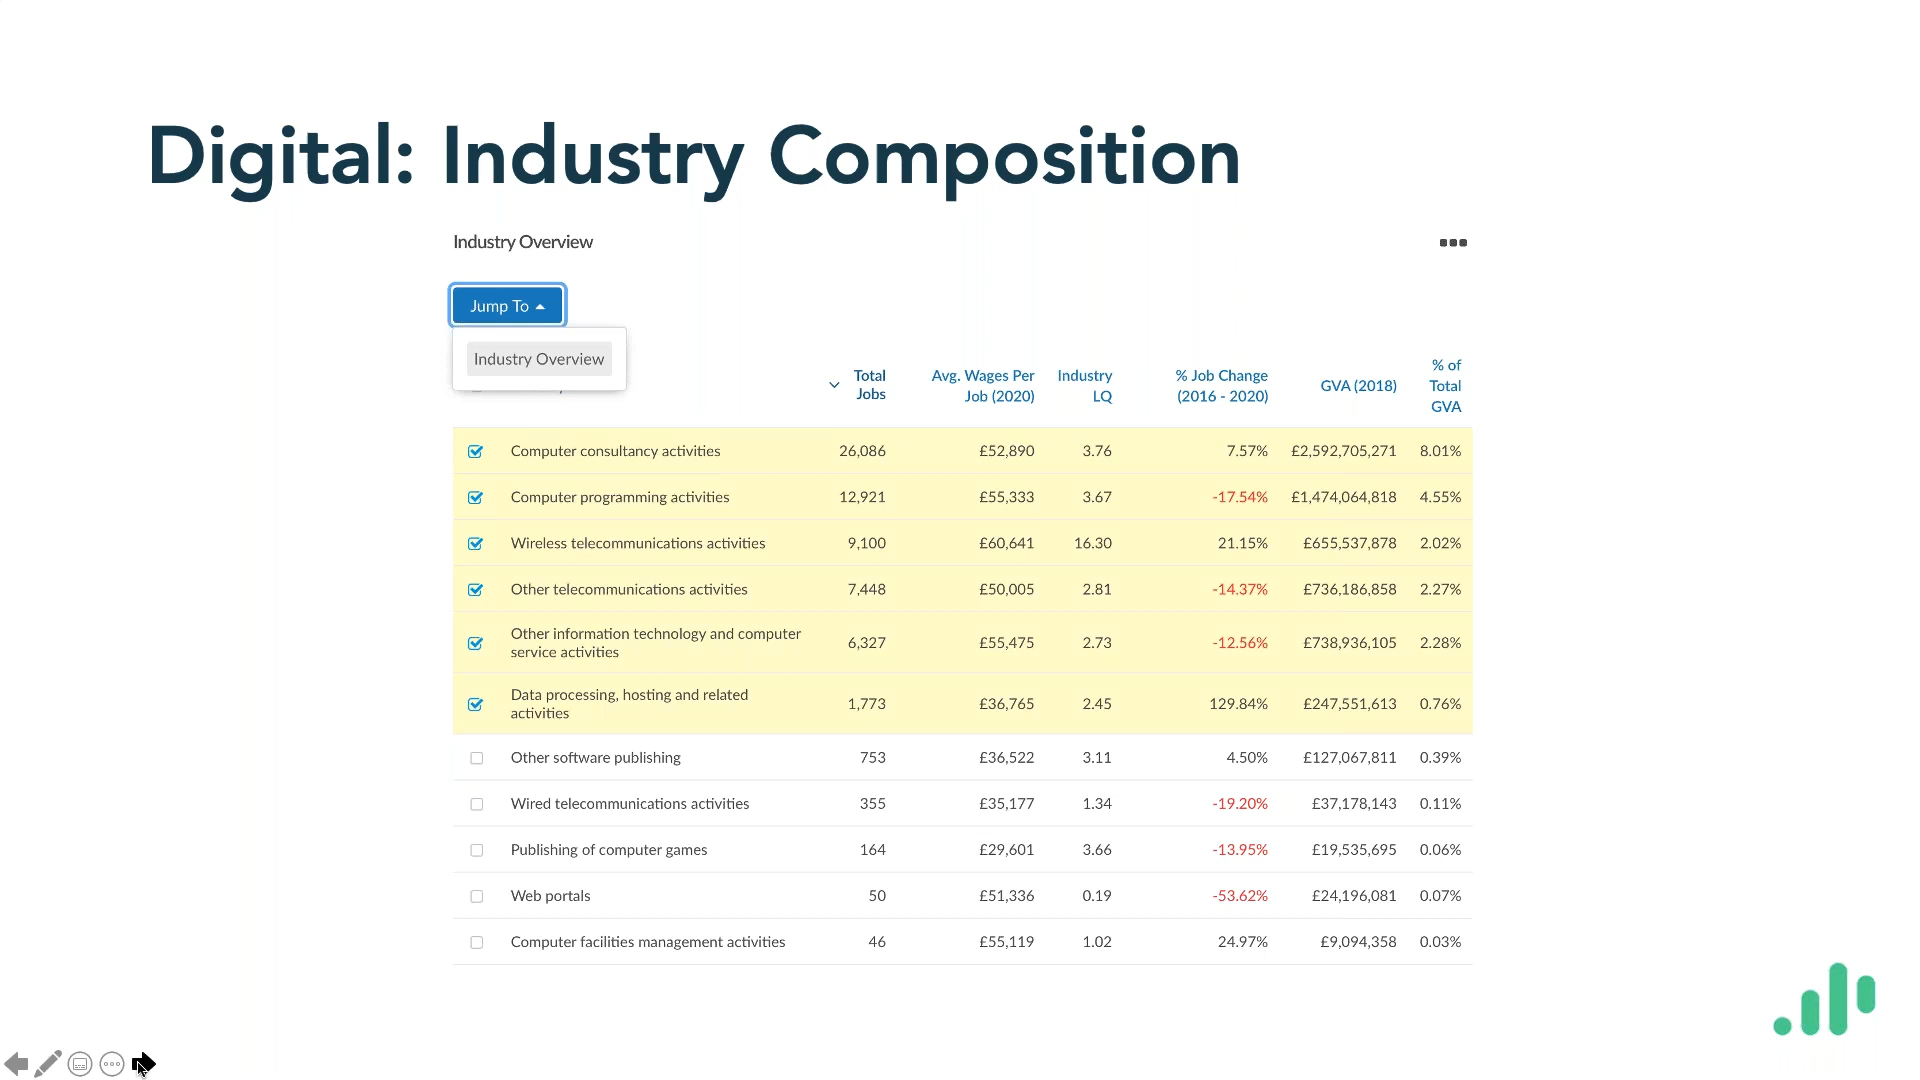 Digital: Industry Composition
Industry Overview
Jump To
Industry Overview
Total Jobs
Avg. Wages Per Job (2020)
Industry LQ
% Job Change (2016 - 2020)
GVA (2018)
% of Total GVA
Computer consultancy activities 26,086 £52,890 3.76 7.57% £2,592,705,271 8.01%
Computer programming activities 12,921 £55,333 3.67 -17.54% £1,474,064,818 4.55%
Wireless telecommunications activities 9,100 £60,641 16.30 21.15% £655,537,878 2.02%
Other telecommunications activities 7,448 £50,005 2.81 -14.37% £736,186,858 2.27%
Other information technology and computer service activities 6,327 £55,475 2.73 -12.56% £738,936,105 2.28%
Data processing, hosting and related activities 1,773 £36,765 2.45 129.84% £247,551,613 0.76%
Other software publishing 753 £36,522 3.11 4.50% £127,067,811 0.39%
Wired telecommunications activities 355 £35,177 1.34 -19.20% £37,178,143 0.11%
Publishing of computer games 164 £29,601 3.66 -13.95% £19,535,695 0.06%
Web portals 50 £51,336 0.19 -53.62% £24,196,081 0.07%
Computer facilities management activities 46 £55,119 1.02 24.97% £9,094,358 0.03%